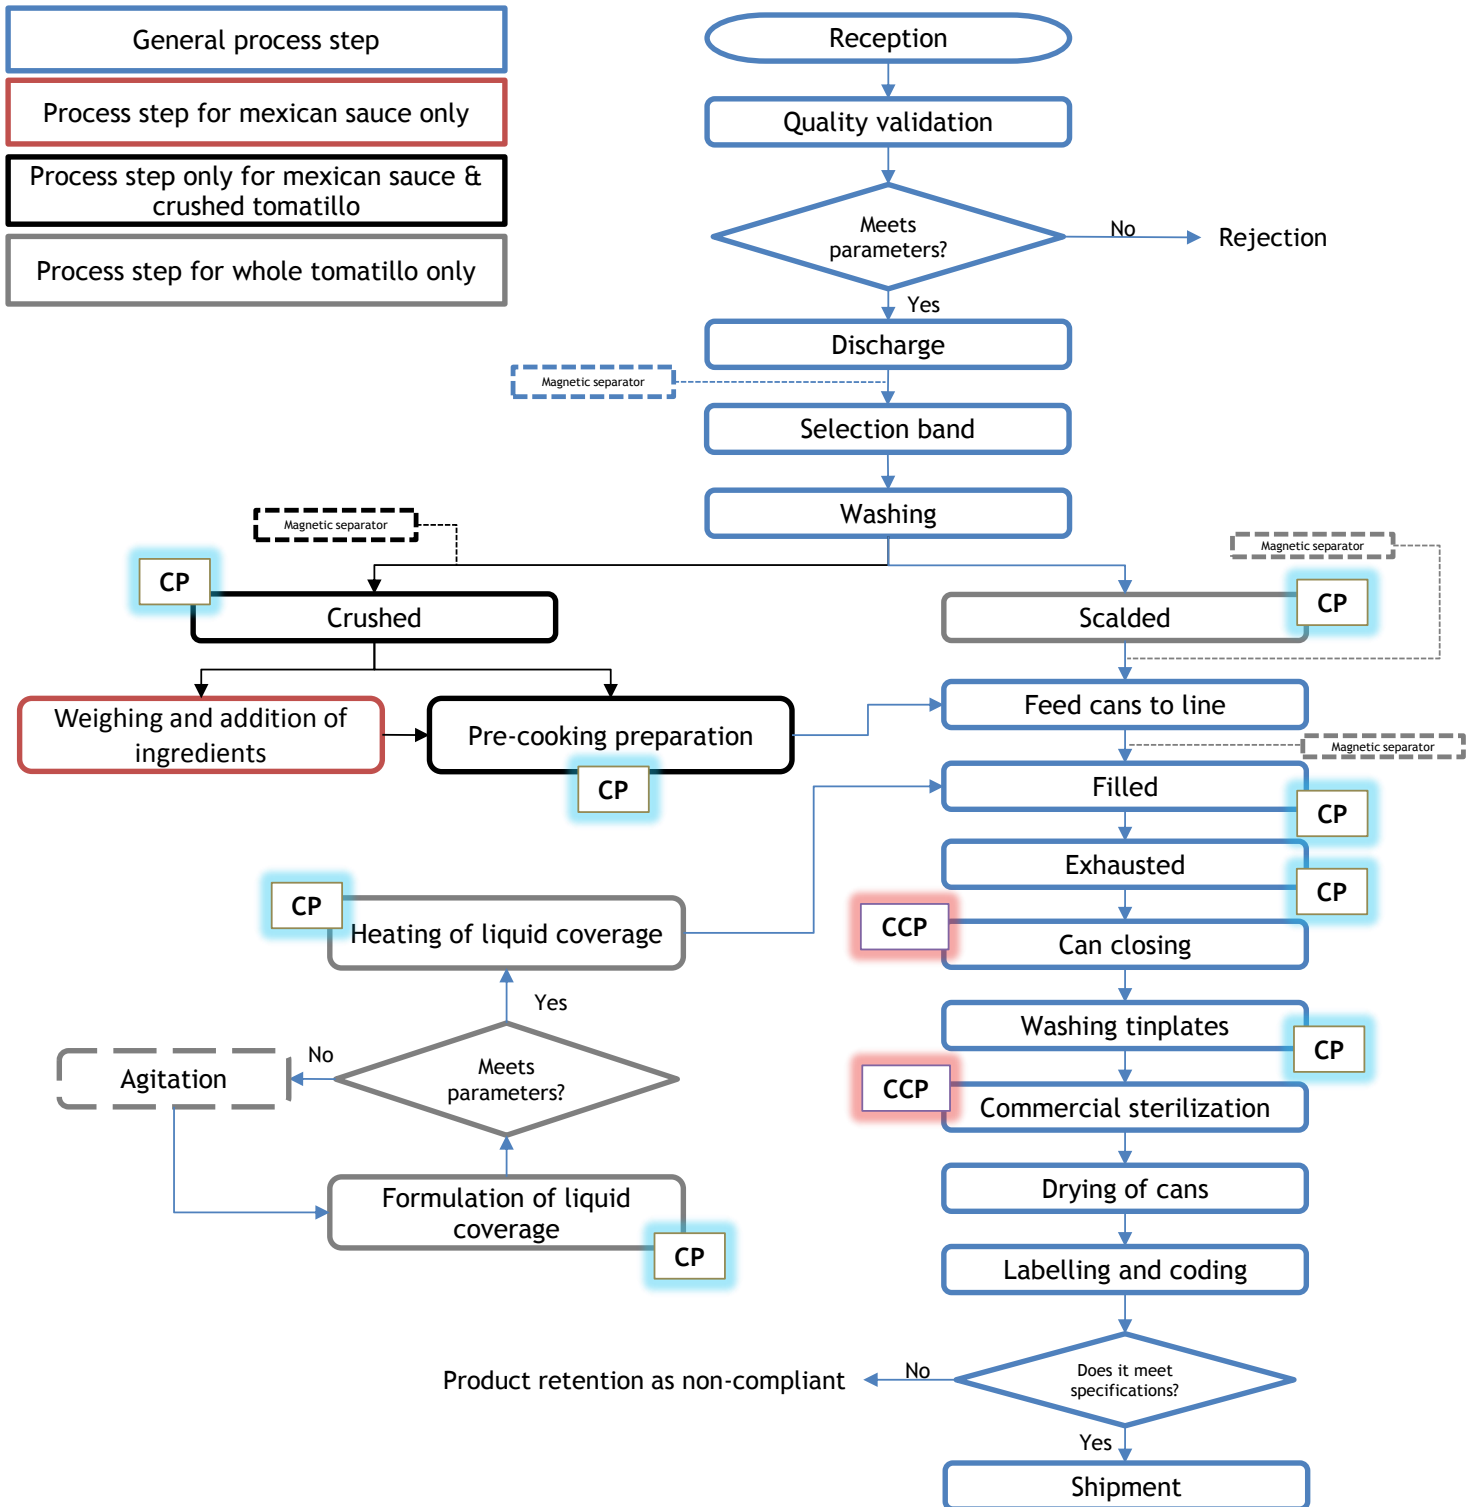 General process step
Process step for mexican sauce only
Process step only for mexican sauce &
crushed tomatillo
Process step for whole tomatillo only
Reception
Quality validation
Meets
parameters?
No
Rejection
Yes
Discharge
Magnetic separator
Selection band
Washing
Magnetic separator
Magnetic separator
CP
Crushed
Scalded
CP
Weighing and addition of
ingredients
Pre-cooking preparation
CP
Feed cans to line
Magnetic separator
Filled
CP
Exhausted
CP
CP
Heating of liquid coverage
CCP
Can closing
Yes
Washing tinplates
CP
No
Agitation
Meets
parameters?
CCP
Commercial sterilization
Formulation of liquid
coverage
CP
Drying of cans
Labelling and coding
Does it meet
specifications?
No
Product retention as non-compliant
Yes
Shipment